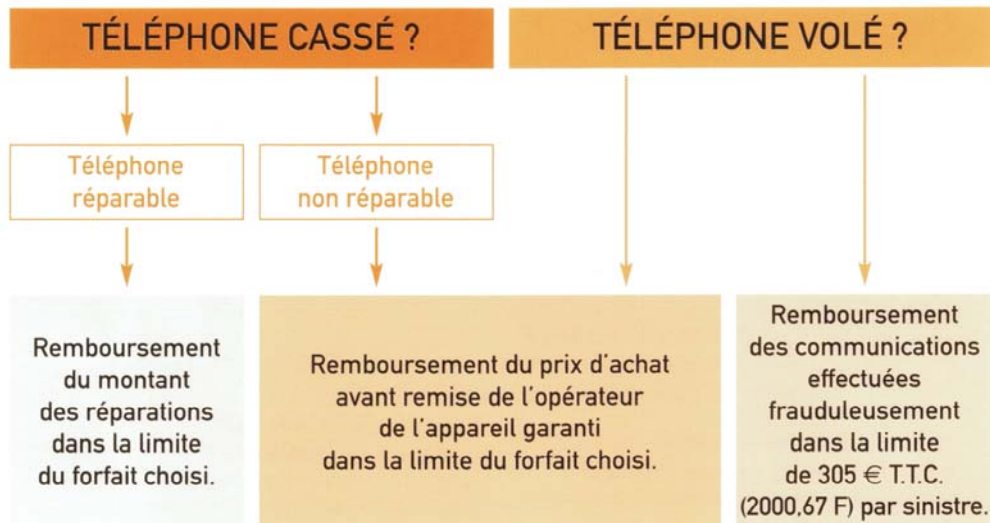 TÉLÉPHONE CASSÉ ?
TÉLÉPHONE VOLÉ ?
Téléphone
réparable
Téléphone
non réparable
Remboursement
du montant
des réparations
dans la limite
du forfait choisi.
Remboursement du prix d'achat
avant remise de l'opérateur
de l'appareil garanti
dans la limite du forfait choisi.
Remboursement
des communications
effectuées
frauduleusement
dans la limite
de 305 € T.T.C.
(2000,67 F) par sinistre.